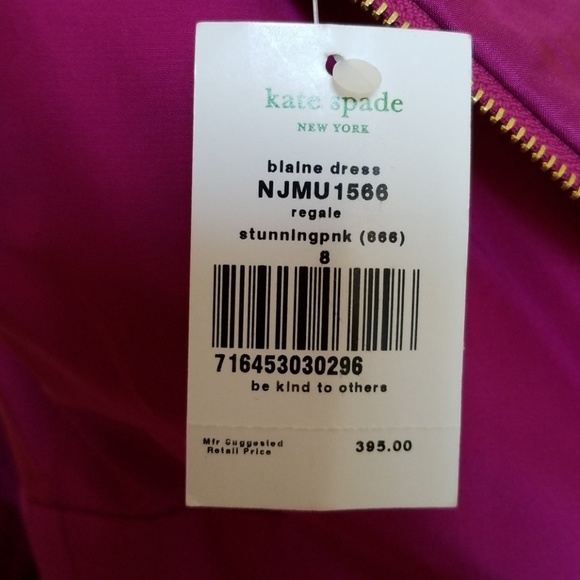 kate spade
NEW YORK
blaine dress
NJMU1566
regale
stunningpnk (666)
8
716453030296
be kind to others
Mfr Suggested
Retail Price
395.00